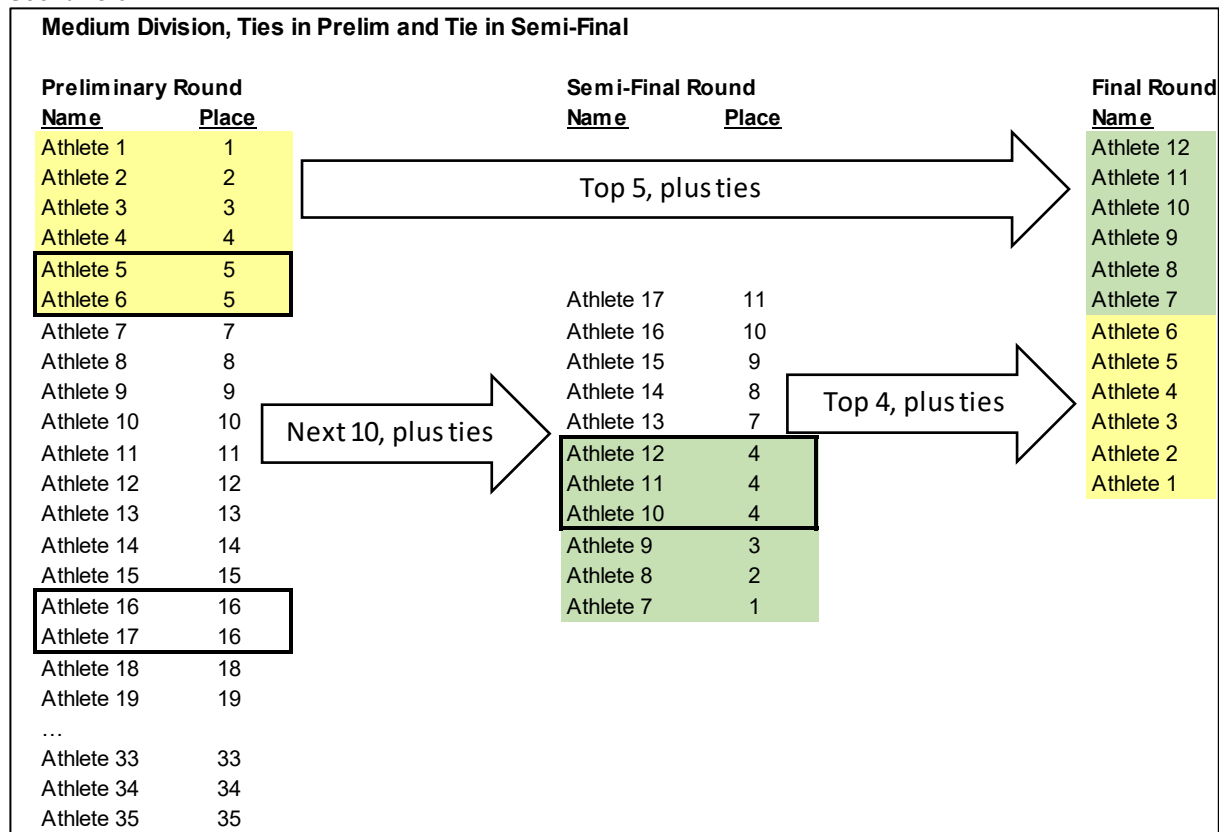 Medium Division, Ties in Prelim and Tie in Semi-Final
Preliminary Round Semi-Final Round Final Round
Name Place Name Place Name
Athlete 1 1 Athlete 12
Athlete 2 2 Top 5, plus ties Athlete 11
Athlete 3 3 Athlete 10
Athlete 4 4 Athlete 9
Athlete 5 5 Athlete 8
Athlete 6 5 Athlete 17 11 Athlete 7
Athlete 7 7 Athlete 16 10 Athlete 6
Athlete 8 8 Athlete 15 9 Athlete 5
Athlete 9 9 Athlete 14 8 Top 4, plus ties Athlete 4
Athlete 10 10 Next 10, plus ties Athlete 13 7 Athlete 3
Athlete 11 11 Athlete 12 4 Athlete 2
Athlete 12 12 Athlete 11 4 Athlete 1
Athlete 13 13 Athlete 10 4
Athlete 14 14 Athlete 9 3
Athlete 15 15 Athlete 8 2
Athlete 16 16 Athlete 7 1
Athlete 17 16
Athlete 18 18
Athlete 19 19
…
Athlete 33 33
Athlete 34 34
Athlete 35 35